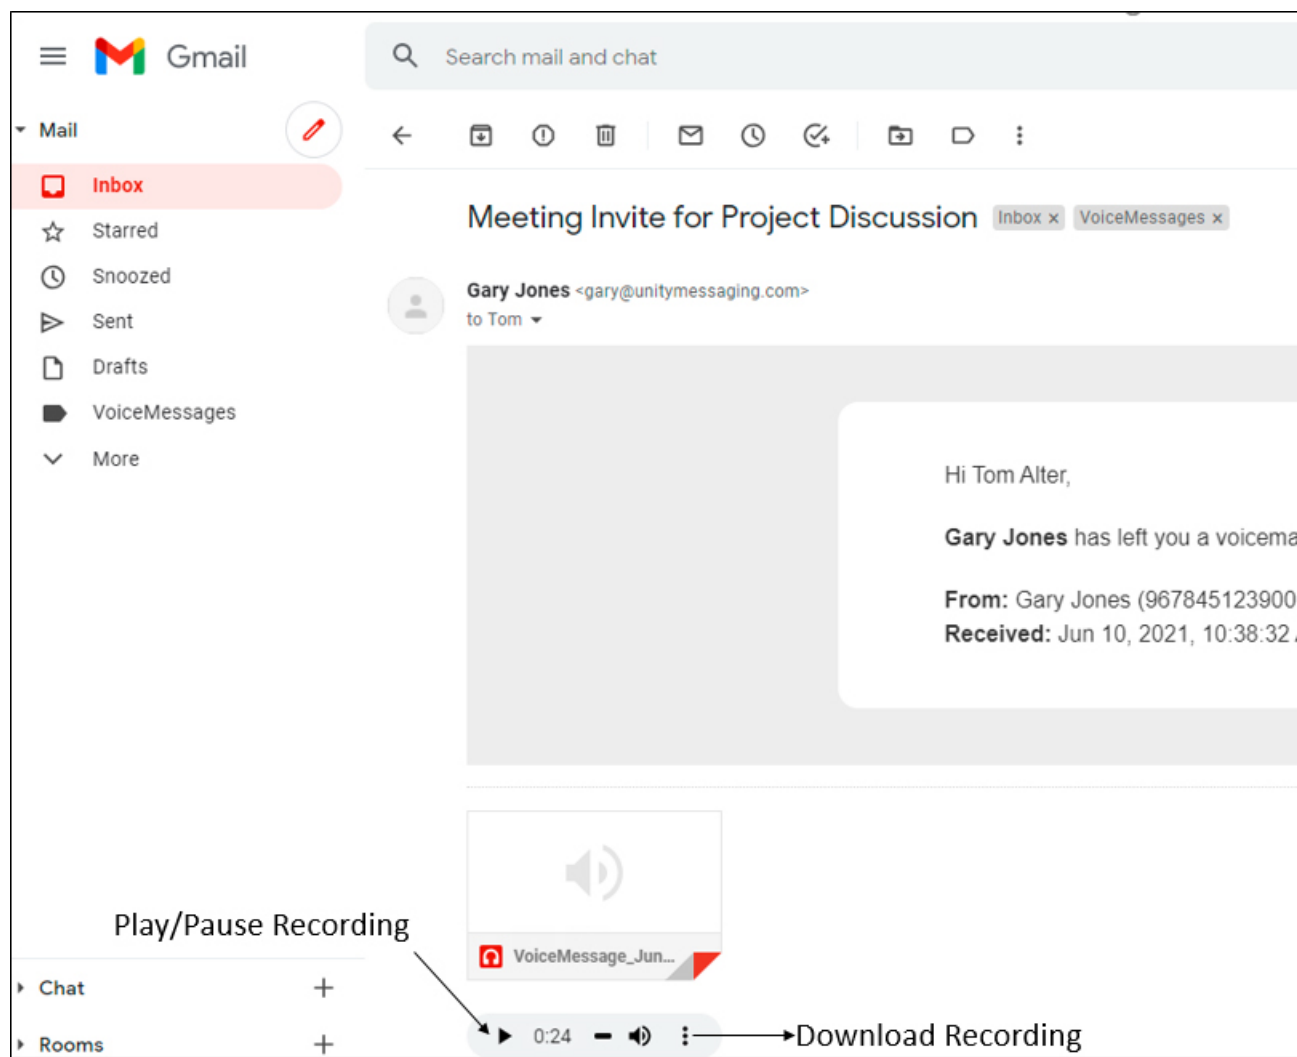 Gmail
Search mail and chat
Mail
Inbox
Starred
Snoozed
Sent
Drafts
VoiceMessages
More
Meeting Invite for Project Discussion Inbox x VoiceMessages x
Gary Jones <gary@unitymessaging.com>
to Tom
Hi Tom Alter,
Gary Jones has left you a voicema
From: Gary Jones (967845123900
Received: Jun 10, 2021, 10:38:32
VoiceMessage_Jun...
Play/Pause Recording
0:24
Download Recording
Chat
Rooms